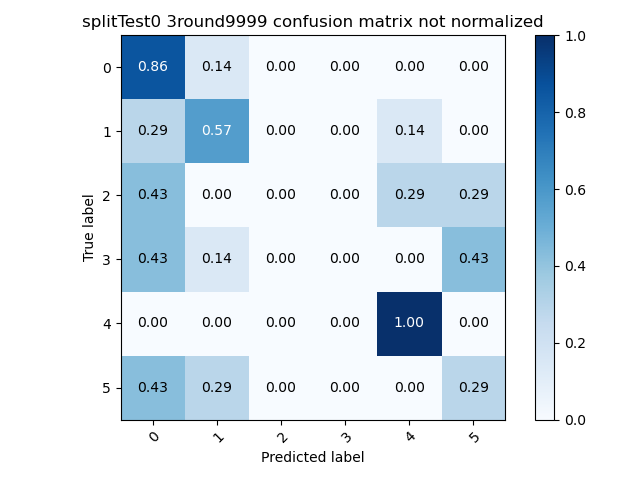 splitTest0 3round9999 confusion matrix not normalized
True label
0 0.86 0.14 0.00 0.00 0.00 0.00
1 0.29 0.57 0.00 0.00 0.14 0.00
2 0.43 0.00 0.00 0.00 0.29 0.29
3 0.43 0.14 0.00 0.00 0.00 0.43
4 0.00 0.00 0.00 0.00 1.00 0.00
5 0.43 0.29 0.00 0.00 0.00 0.29
0 1 2 3 4 5
Predicted label
1.0
0.8
0.6
0.4
0.2
0.0